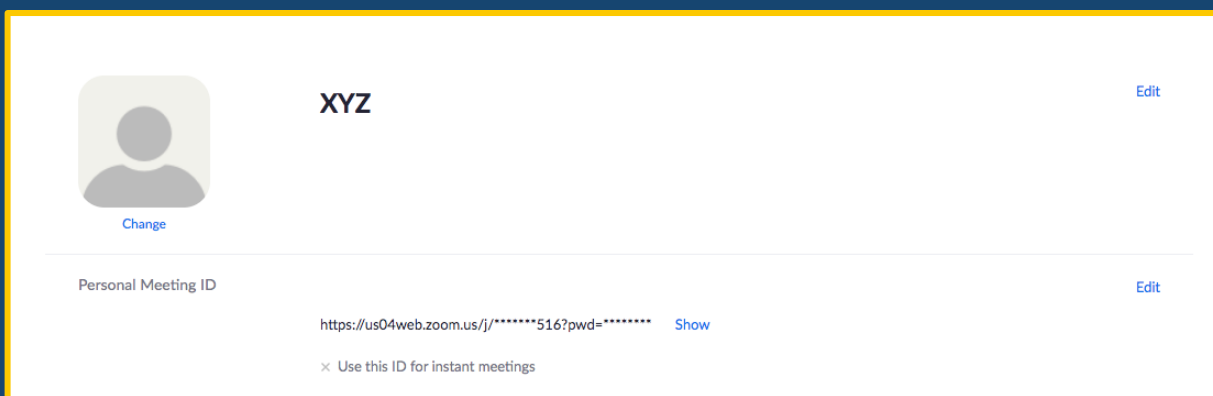 XYZ
Edit
Change
Personal Meeting ID
Edit
https://us04web.zoom.us/j/*******516?pwd=******** Show
× Use this ID for instant meetings